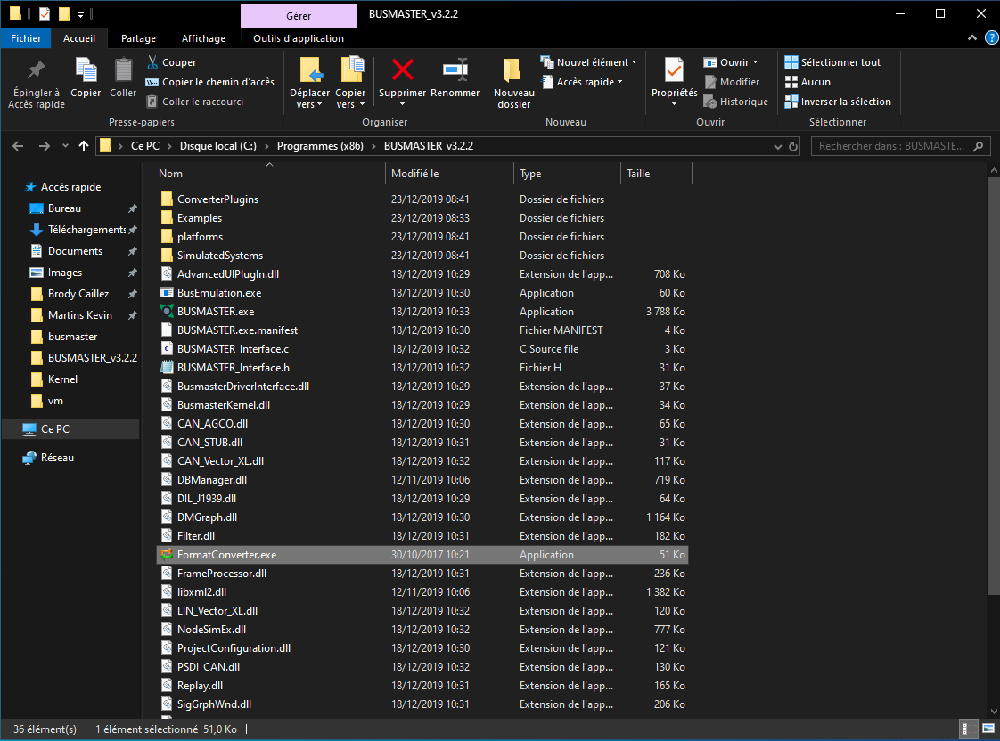 Gérer
BUSMASTER_v3.2.2
Fichier
Accueil
Partage
Affichage
Outils d'application
Épingler à
Accès rapide
Copier
Coller
Couper
Copier le chemin d'accès
Coller le raccourci
Presse-papiers
Déplacer
vers
Copier
vers
Supprimer
Renommer
Organiser
Nouveau
dossier
Nouvel élément
Accès rapide
Nouveau
Propriétés
Ouvrir
Modifier
Historique
Ouvrir
Sélectionner tout
Aucun
Inverser la sélection
Sélectionner
Ce PC
Disque local (C:)
Programmes (x86)
BUSMASTER_v3.2.2
Rechercher dans : BUSMASTE...
Accès rapide
Bureau
Téléchargements
Documents
Images
Brody Caillez
Martins Kevin
busmaster
BUSMASTER_v3.2.2
Kernel
vm
Ce PC
Réseau
Nom Modifié le Type Taille
ConverterPlugins 23/12/2019 08:41 Dossier de fichiers
Examples 23/12/2019 08:33 Dossier de fichiers
platforms 23/12/2019 08:41 Dossier de fichiers
SimulatedSystems 23/12/2019 08:41 Dossier de fichiers
AdvancedUIPlugIn.dll 18/12/2019 10:29 Extension de l'app... 708 Ko
BusEmulation.exe 18/12/2019 10:30 Application 60 Ko
BUSMASTER.exe 18/12/2019 10:33 Application 3 788 Ko
BUSMASTER.exe.manifest 18/12/2019 10:30 Fichier MANIFEST 4 Ko
BUSMASTER_Interface.c 18/12/2019 10:32 C Source file 3 Ko
BUSMASTER_Interface.h 18/12/2019 10:32 Fichier H 31 Ko
BusmasterDriverInterface.dll 18/12/2019 10:29 Extension de l'app... 37 Ko
BusmasterKernel.dll 18/12/2019 10:29 Extension de l'app... 34 Ko
CAN_AGCO.dll 18/12/2019 10:30 Extension de l'app... 65 Ko
CAN_STUB.dll 18/12/2019 10:31 Extension de l'app... 31 Ko
CAN_Vector_XL.dll 18/12/2019 10:32 Extension de l'app... 117 Ko
DBManager.dll 12/11/2019 10:06 Extension de l'app... 719 Ko
DIL_J1939.dll 18/12/2019 10:29 Extension de l'app... 64 Ko
DMGraph.dll 18/12/2019 10:30 Extension de l'app... 1 164 Ko
Filter.dll 18/12/2019 10:31 Extension de l'app... 182 Ko
FormatConverter.exe 30/10/2017 10:21 Application 51 Ko
FrameProcessor.dll 18/12/2019 10:31 Extension de l'app... 236 Ko
libxml2.dll 12/11/2019 10:06 Extension de l'app... 1 382 Ko
LIN_Vector_XL.dll 18/12/2019 10:32 Extension de l'app... 120 Ko
NodeSimEx.dll 18/12/2019 10:32 Extension de l'app... 777 Ko
ProjectConfiguration.dll 18/12/2019 10:30 Extension de l'app... 121 Ko
PSDI_CAN.dll 18/12/2019 10:32 Extension de l'app... 130 Ko
Replay.dll 18/12/2019 10:31 Extension de l'app... 165 Ko
SigGrphWnd.dll 18/12/2019 10:31 Extension de l'app... 206 Ko
36 élément(s) 1 élément sélectionné 51,0 Ko